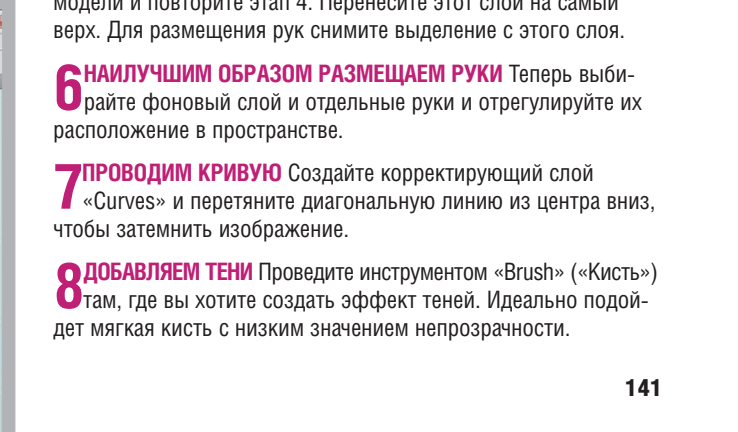 модели и повторите этап 4. Перенесите этот слой на самый
верх. Для размещения рук снимите выделение с этого слоя.
6 НАИЛУЧШИМ ОБРАЗОМ РАЗМЕЩАЕМ РУКИ Теперь выби-
райте фоновый слой и отдельные руки и отрегулируйте их
расположение в пространстве.
7 ПРОВОДИМ КРИВУЮ Создайте корректирующий слой
«Curves» и перетяните диагональную линию из центра вниз,
чтобы затемнить изображение.
8 ДОБАВЛЯЕМ ТЕНИ Проведите инструментом «Brush» («Кисть»)
там, где вы хотите создать эффект теней. Идеально подой-
дет мягкая кисть с низким значением непрозрачности.
141